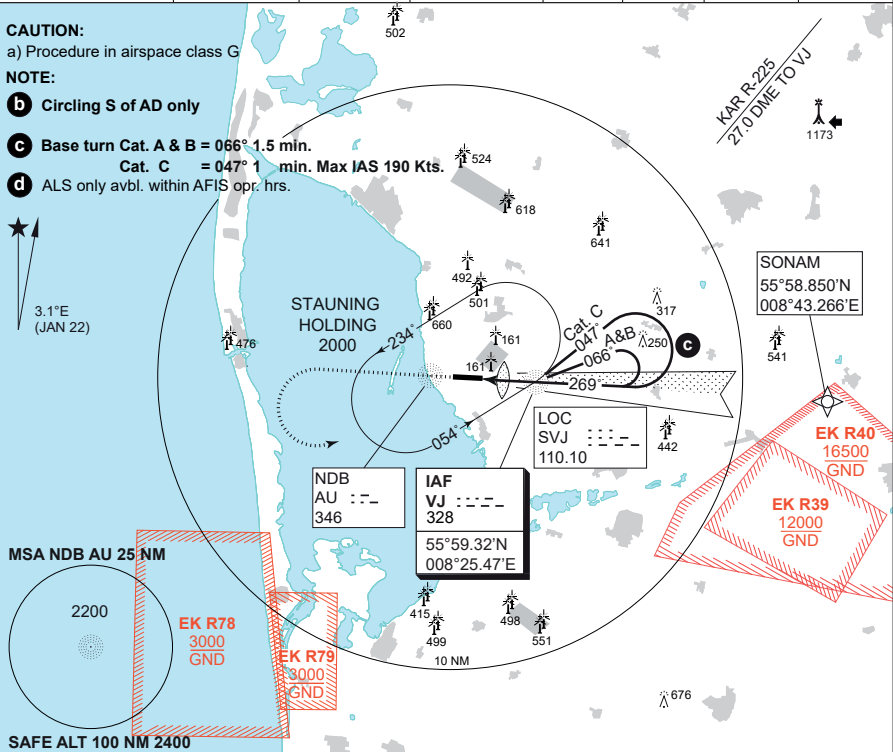 CAUTION:
a) Procedure in airspace class G
NOTE:
b Circling S of AD only
c Base turn Cat. A & B = 066° 1.5 min.
Cat. C = 047° 1 min. Max IAS 190 Kts.
d ALS only avbl. within AFIS opr. hrs.
3.1°E
(JAN 22)
502
KAR R-225
27.0 DME TO VJ
1173
524
618
641
492
501
660
476
STAUNING
HOLDING
2000
234°
054°
161
161
317
250
Cat. C
047°
A&B
066°
269°
c
541
442
SONAM
55°58.850'N
008°43.266'E
LOC
SVJ
110.10
NDB
AU
346
IAF
VJ
328
55°59.32'N
008°25.47'E
EK R40
16500
GND
EK R39
12000
GND
MSA NDB AU 25 NM
2200
EK R78
3000
GND
EK R79
3000
GND
415
499
498
551
10 NM
676
SAFE ALT 100 NM 2400